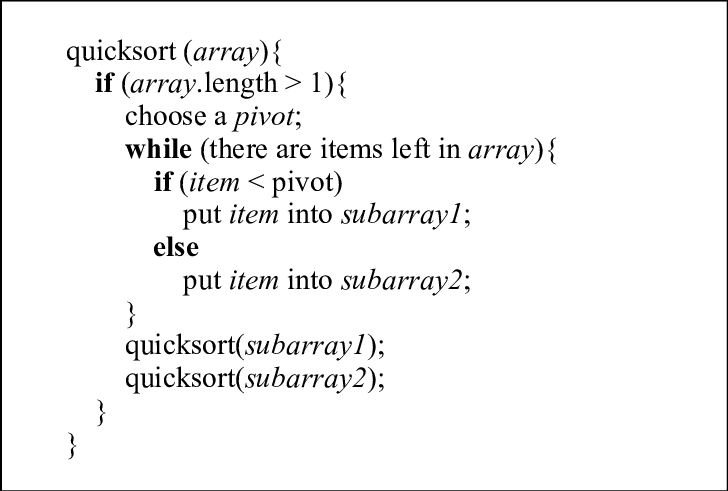 quicksort (array){
if (array.length > 1){
choose a pivot;
while (there are items left in array){
if (item < pivot)
put item into subarray1;
else
put item into subarray2;
}
quicksort(subarray1);
quicksort(subarray2);
}
}